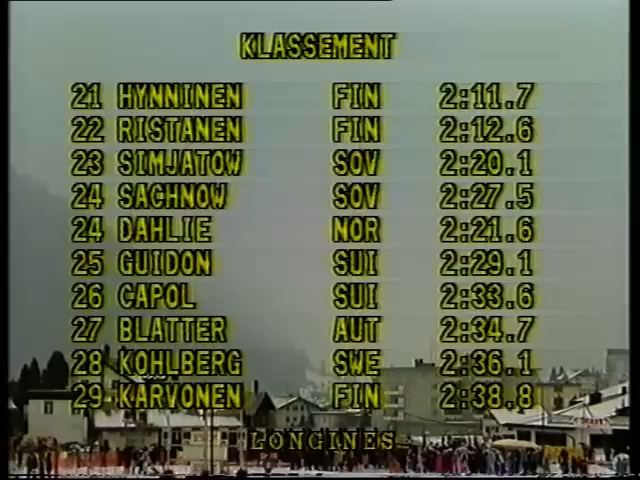 KLASSEMENT
21 HYNNINEN FIN 2:11.7
22 RISTANEN FIN 2:12.6
23 SIMJATOW SOV 2:20.1
24 SACHNOW SOV 2:27.5
24 DAHLIE NOR 2:21.6
25 GUIDON SUI 2:29.1
26 CAPOL SUI 2:33.6
27 BLATTER AUT 2:34.7
28 KOHLBERG SWE 2:36.1
29 KARVONEN FIN 2:38.8
LONGINES